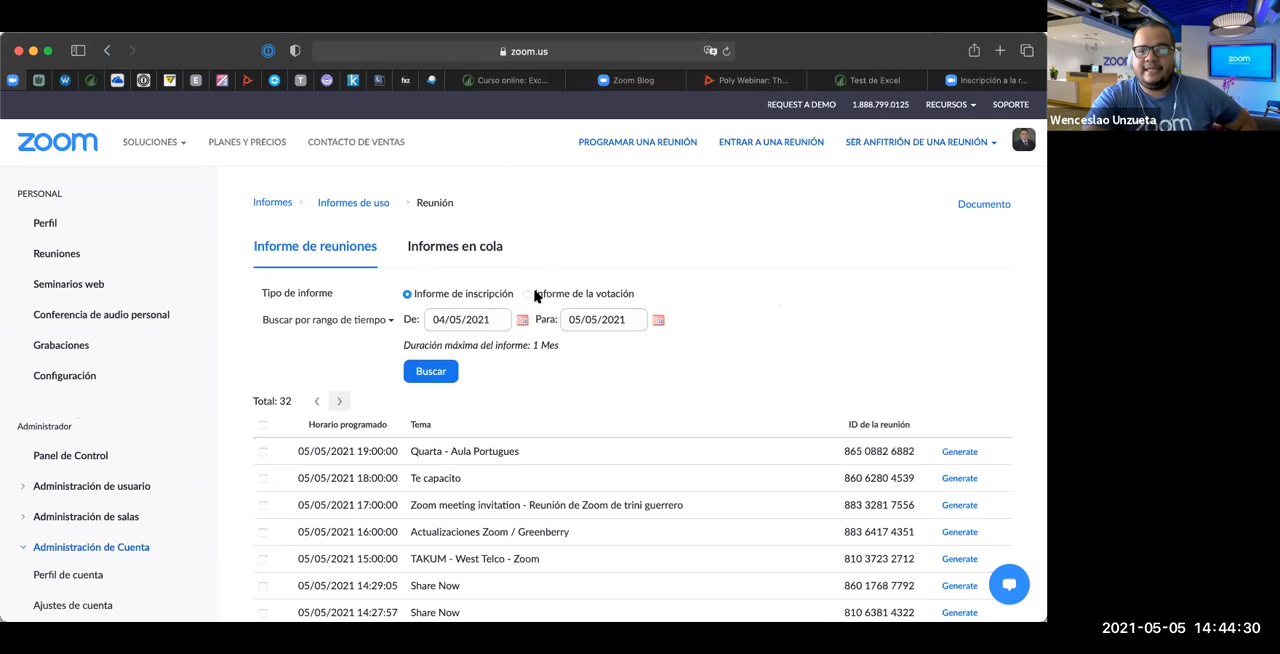 zoom.us
Curso online: Exc...
Zoom Blog
Poly Webinar: Th...
Test de Excel
Inscripción a la r...
REQUEST A DEMO 1.888.799.0125 RECURSOS SOPORTE
zoom SOLUCIONES PLANES Y PRECIOS CONTACTO DE VENTAS PROGRAMAR UNA REUNIÓN ENTRAR A UNA REUNIÓN SER ANFITRIÓN DE UNA REUNIÓN
PERSONAL
Perfil
Reuniones
Seminarios web
Conferencia de audio personal
Grabaciones
Configuración
Administrador
Panel de Control
Administración de usuario
Administración de salas
Administración de Cuenta
Perfil de cuenta
Ajustes de cuenta
Informes > Informes de uso > Reunión
Documento
Informe de reuniones Informes en cola
Tipo de informe Informe de inscripción Informe de la votación
Buscar por rango de tiempo De: 04/05/2021 Para: 05/05/2021
Duración máxima del informe: 1 Mes
Buscar
Total: 32
Horario programado Tema ID de la reunión
05/05/2021 19:00:00 Quarta - Aula Portugues 865 0882 6882 Generate
05/05/2021 18:00:00 Te capacito 860 6280 4539 Generate
05/05/2021 17:00:00 Zoom meeting invitation - Reunión de Zoom de trini guerrero 883 3281 7556 Generate
05/05/2021 16:00:00 Actualizaciones Zoom / Greenberry 883 6417 4351 Generate
05/05/2021 15:00:00 TAKUM - West Telco - Zoom 810 3723 2712 Generate
05/05/2021 14:29:05 Share Now 860 1768 7792 Generate
05/05/2021 14:27:57 Share Now 810 6381 4322 Generate
zoom
Wenceslao Unzueta
2021-05-05 14:44:30